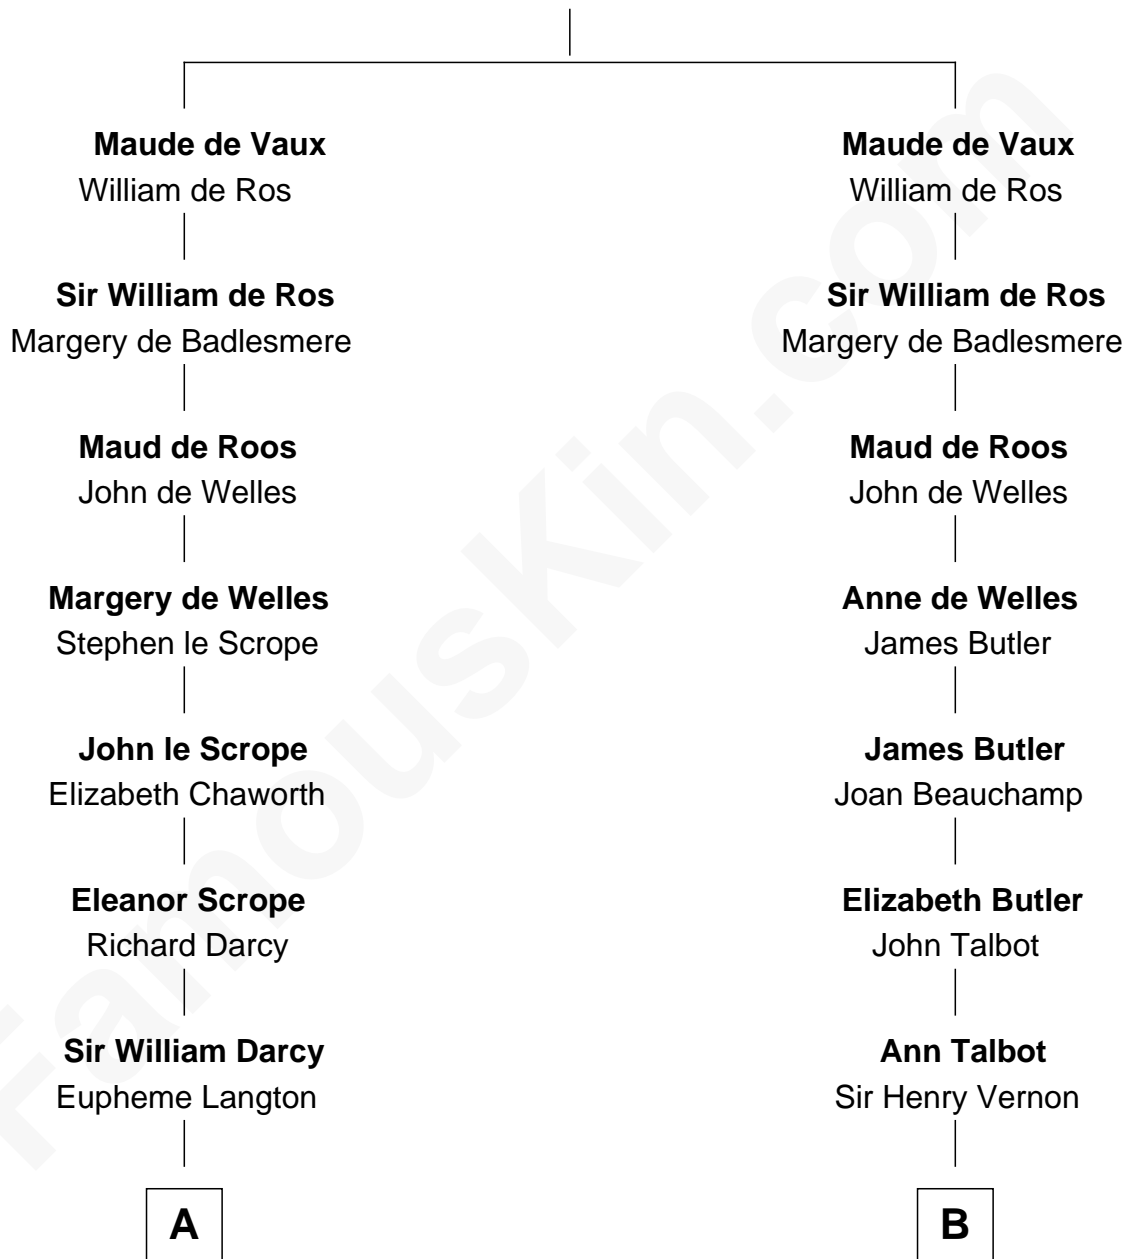 Maude de Vaux
William de Ros
Sir William de Ros
Margery de Badlesmere
Maud de Roos
John de Welles
Margery de Welles
Stephen le Scrope
John le Scrope
Elizabeth Chaworth
Eleanor Scrope
Richard Darcy
Sir William Darcy
Eupheme Langton
A
Maude de Vaux
William de Ros
Sir William de Ros
Margery de Badlesmere
Maud de Roos
John de Welles
Anne de Welles
James Butler
James Butler
Joan Beauchamp
Elizabeth Butler
John Talbot
Ann Talbot
Sir Henry Vernon
B
FamousKin.com